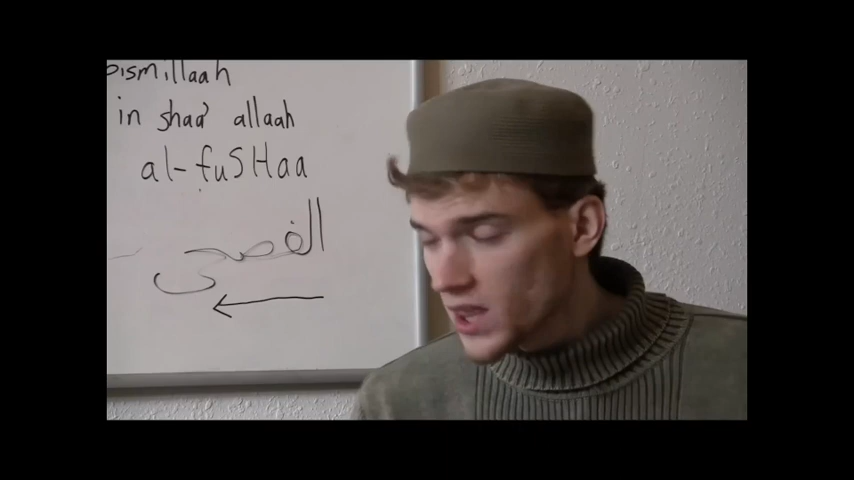 bismillaah
in shaa' allaah
al-fuSHaa
الفصحى